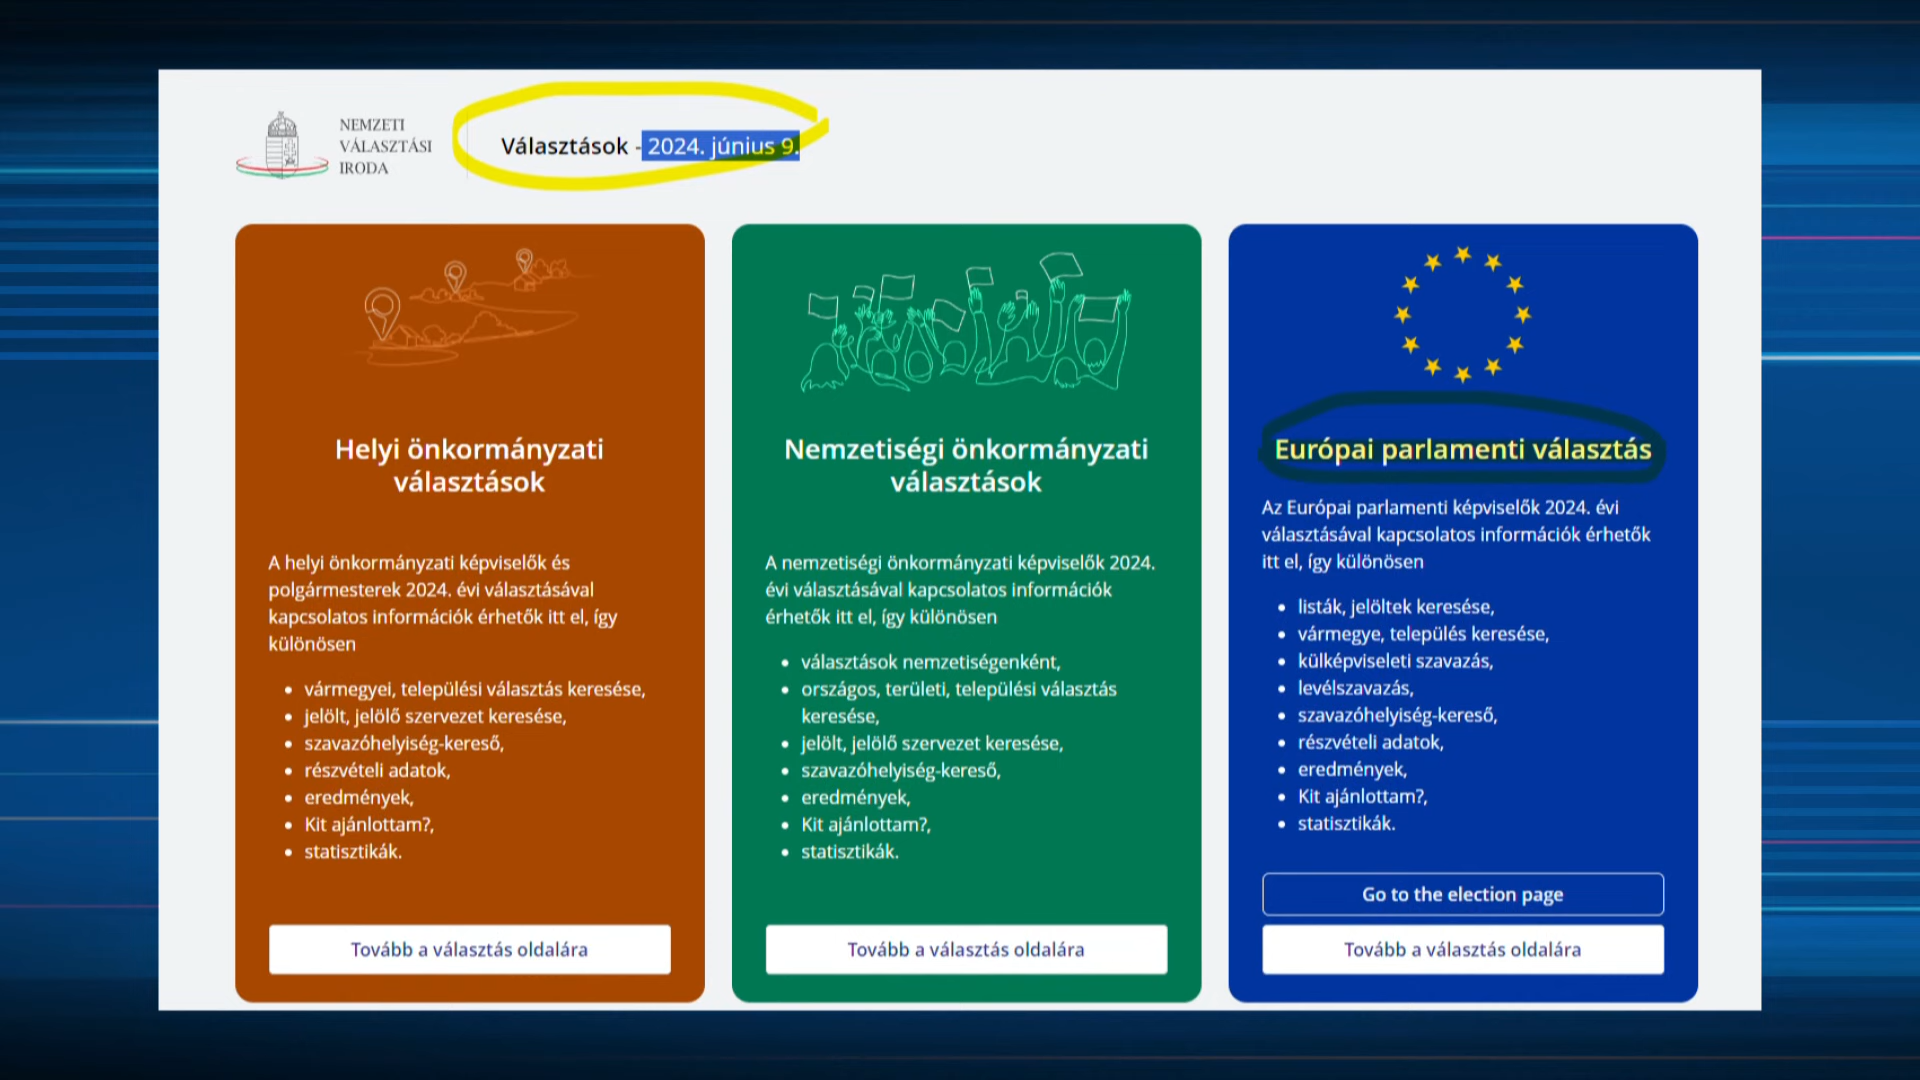 NEMZETI
VÁLASZTÁSI
IRODA
Választások - 2024. június 9.
Helyi önkormányzati
választások
A helyi önkormányzati képviselők és
polgármesterek 2024. évi választásával
kapcsolatos információk érhetők itt el, így
különösen
• vármegyei, települési választás keresése,
• jelölt, jelölő szervezet keresése,
• szavazóhelyiség-kereső,
• részvételi adatok,
• eredmények,
• Kit ajánlottam?,
• statisztikák.
Tovább a választás oldalára
Nemzetiségi önkormányzati
választások
A nemzetiségi önkormányzati képviselők 2024.
évi választásával kapcsolatos információk
érhetők itt el, így különösen
• választások nemzetiségenként,
• országos, területi, települési választás
keresése,
• jelölt, jelölő szervezet keresése,
• szavazóhelyiség-kereső,
• eredmények,
• Kit ajánlottam?,
• statisztikák.
Tovább a választás oldalára
Európai parlamenti választás
Az Európai parlamenti képviselők 2024. évi
választásával kapcsolatos információk érhetők
itt el, így különösen
• listák, jelöltek keresése,
• vármegye, település keresése,
• külképviseleti szavazás,
• levélszavazás,
• szavazóhelyiség-kereső,
• részvételi adatok,
• eredmények,
• Kit ajánlottam?,
• statisztikák.
Go to the election page
Tovább a választás oldalára